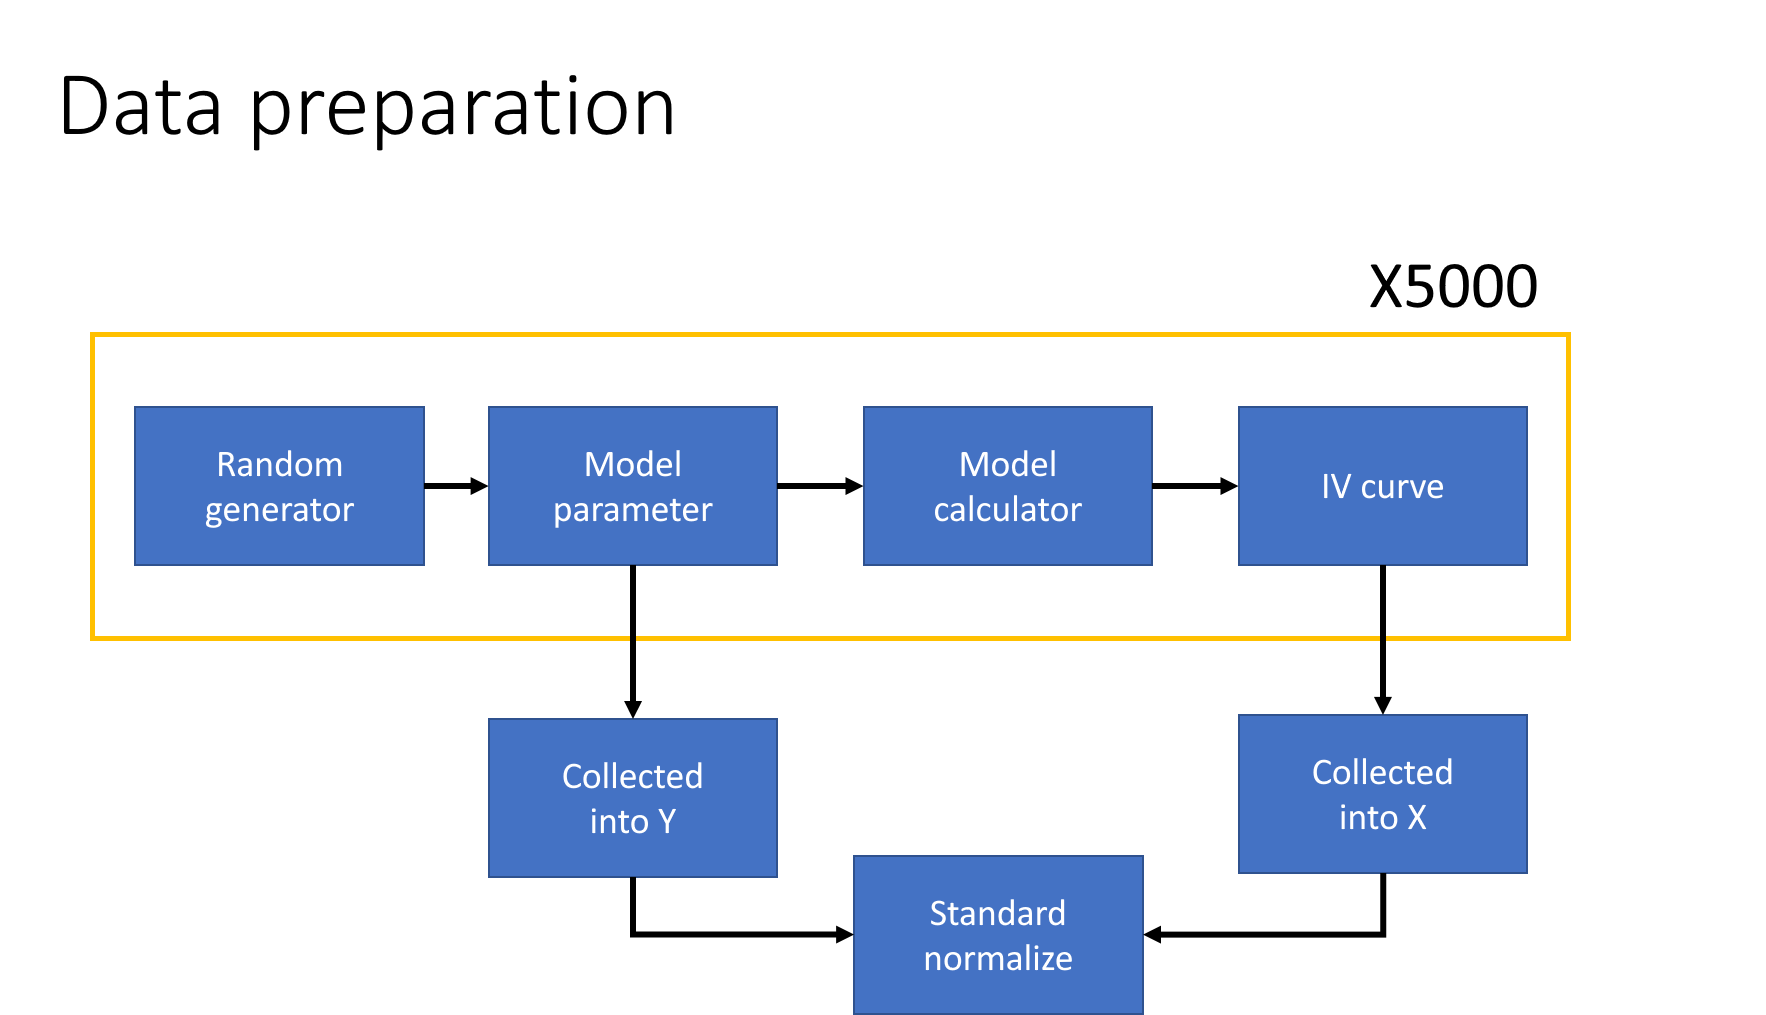 Data preparation
X5000
Random
generator
Model
parameter
Model
calculator
IV curve
Collected
into Y
Collected
into X
Standard
normalize